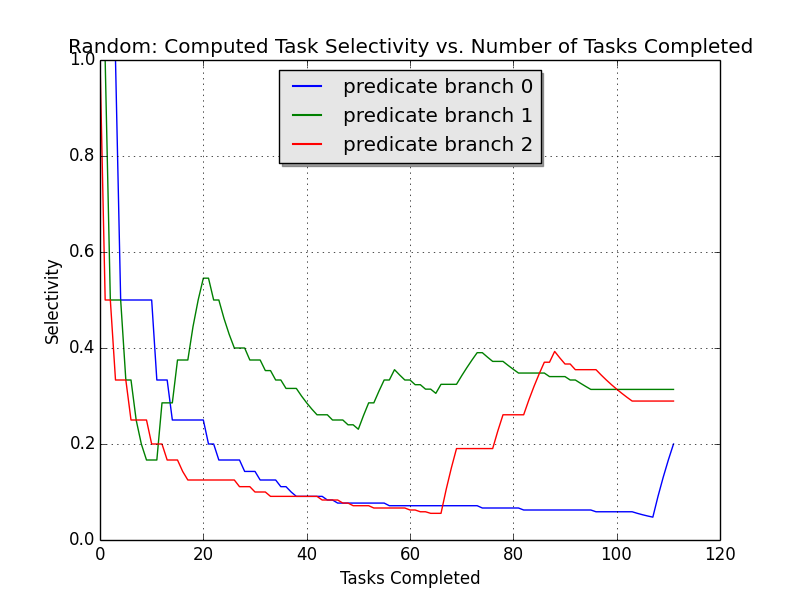 Random: Computed Task Selectivity vs. Number of Tasks Completed
predicate branch 0
predicate branch 1
predicate branch 2
1.0
0.8
0.6
0.4
0.2
0.0
Selectivity
0 20 40 60 80 100 120
Tasks Completed